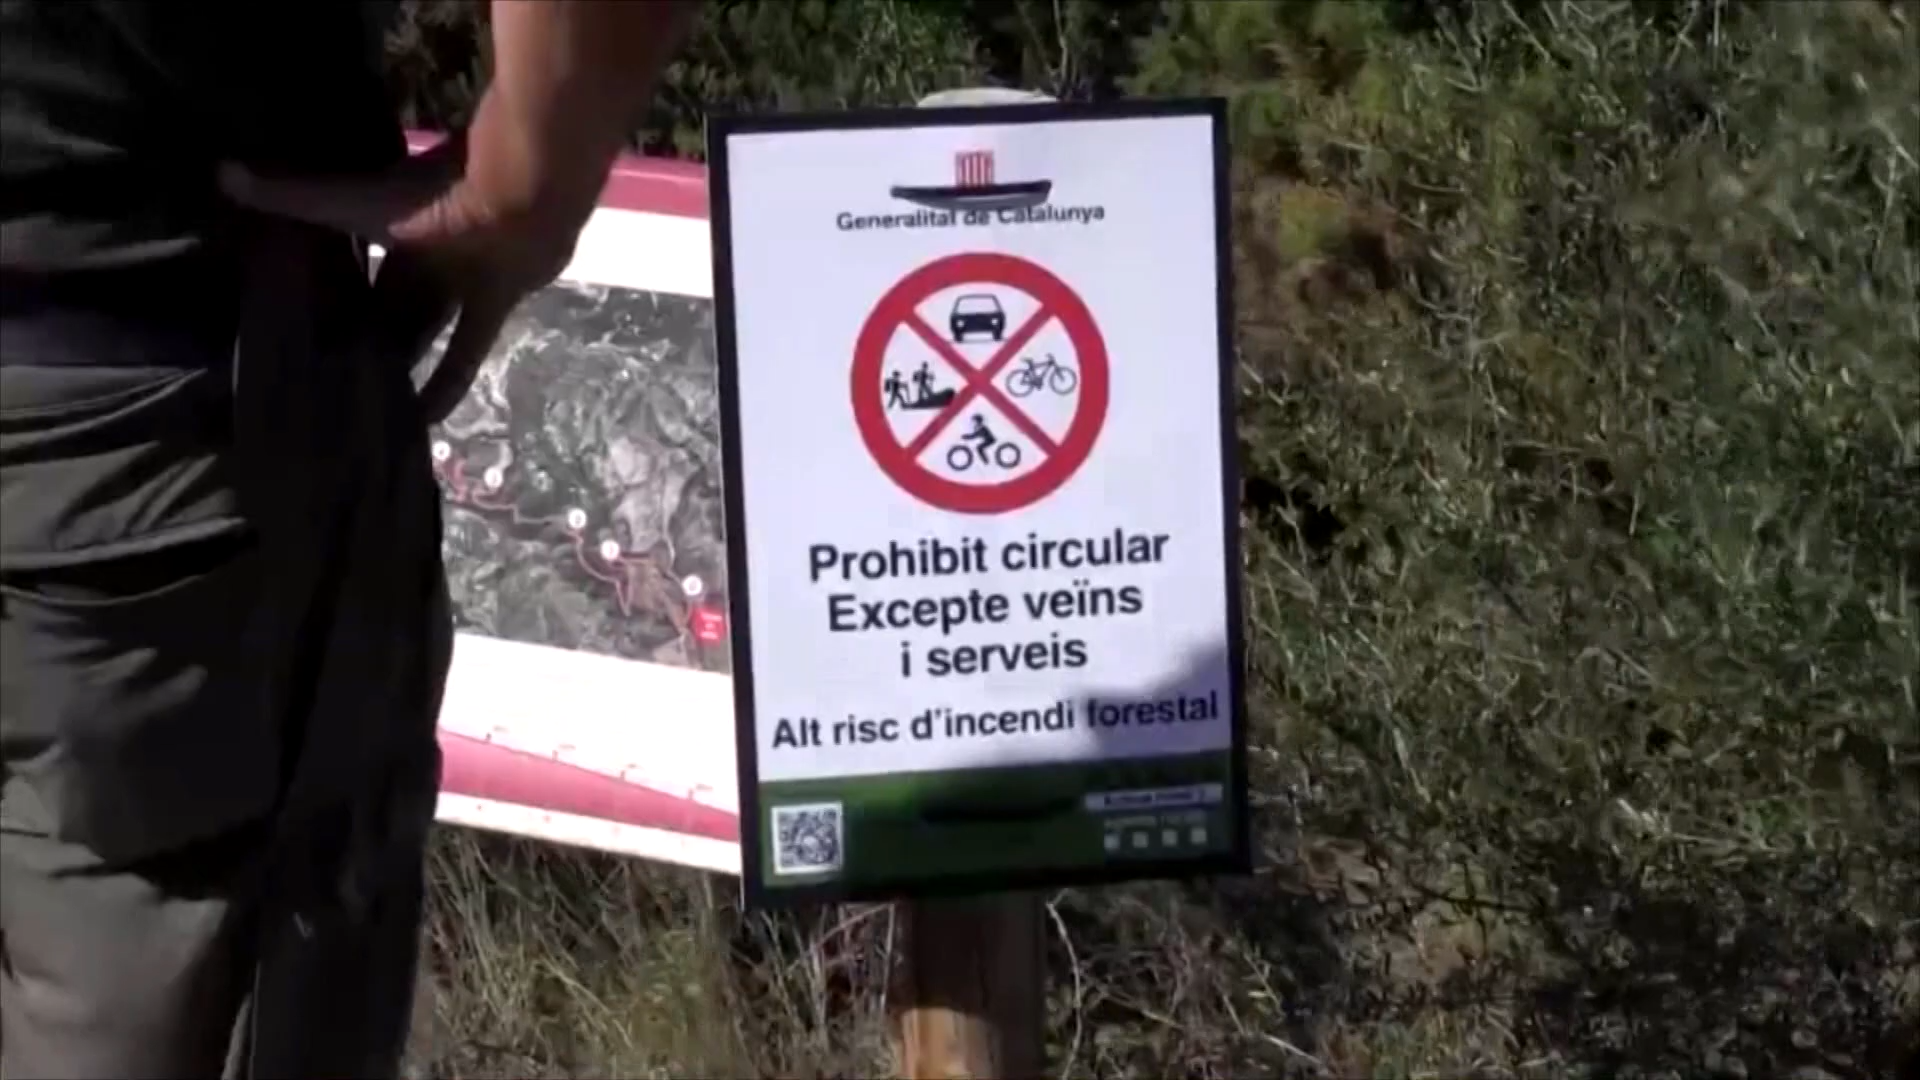 Generalitat de Catalunya
Prohibit circular
Excepte veïns
i serveis
Alt risc d'incendi forestal